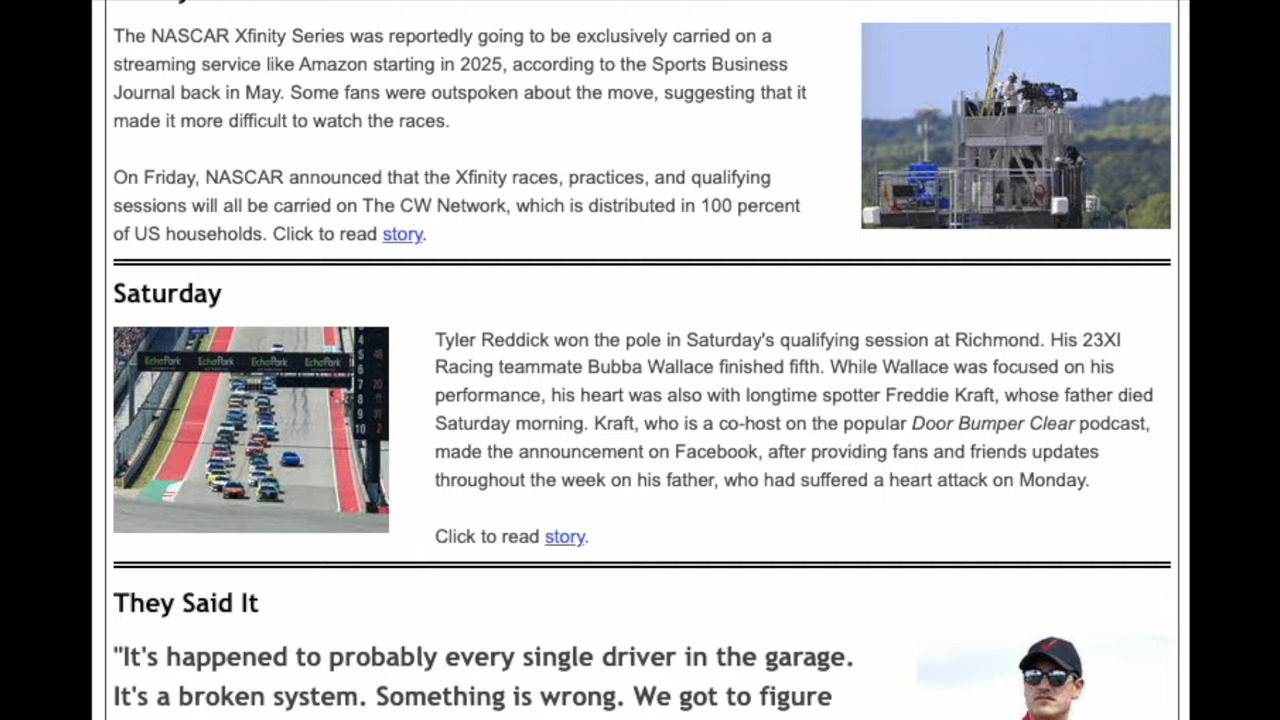 The NASCAR Xfinity Series was reportedly going to be exclusively carried on a
streaming service like Amazon starting in 2025, according to the Sports Business
Journal back in May. Some fans were outspoken about the move, suggesting that it
made it more difficult to watch the races.
On Friday, NASCAR announced that the Xfinity races, practices, and qualifying
sessions will all be carried on The CW Network, which is distributed in 100 percent
of US households. Click to read story.
Saturday
EchoPark EchoPark EchoPark EchoPark
Tyler Reddick won the pole in Saturday's qualifying session at Richmond. His 23XI
Racing teammate Bubba Wallace finished fifth. While Wallace was focused on his
performance, his heart was also with longtime spotter Freddie Kraft, whose father died
Saturday morning. Kraft, who is a co-host on the popular Door Bumper Clear podcast,
made the announcement on Facebook, after providing fans and friends updates
throughout the week on his father, who had suffered a heart attack on Monday.
Click to read story.
They Said It
"It's happened to probably every single driver in the garage.
It's a broken system. Something is wrong. We got to figure